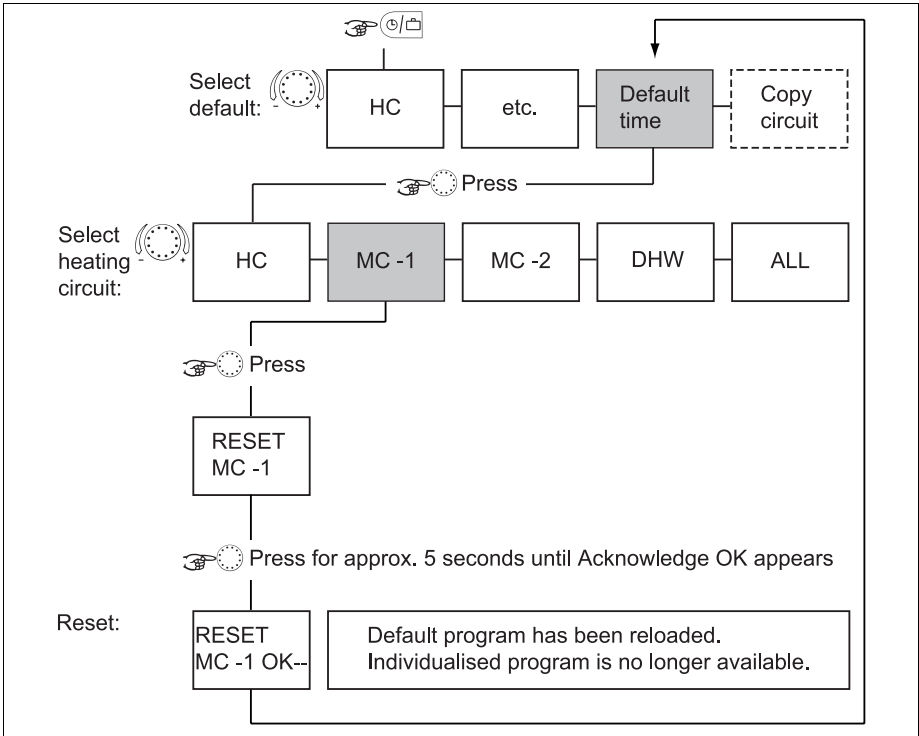 Select
default:
- +
HC
etc.
Default
time
Copy
circuit
Press
Select
heating
circuit:
- +
HC
MC -1
MC -2
DHW
ALL
Press
RESET
MC -1
Press for approx. 5 seconds until Acknowledge OK appears
Reset:
RESET
MC -1 OK--
Default program has been reloaded.
Individualised program is no longer available.